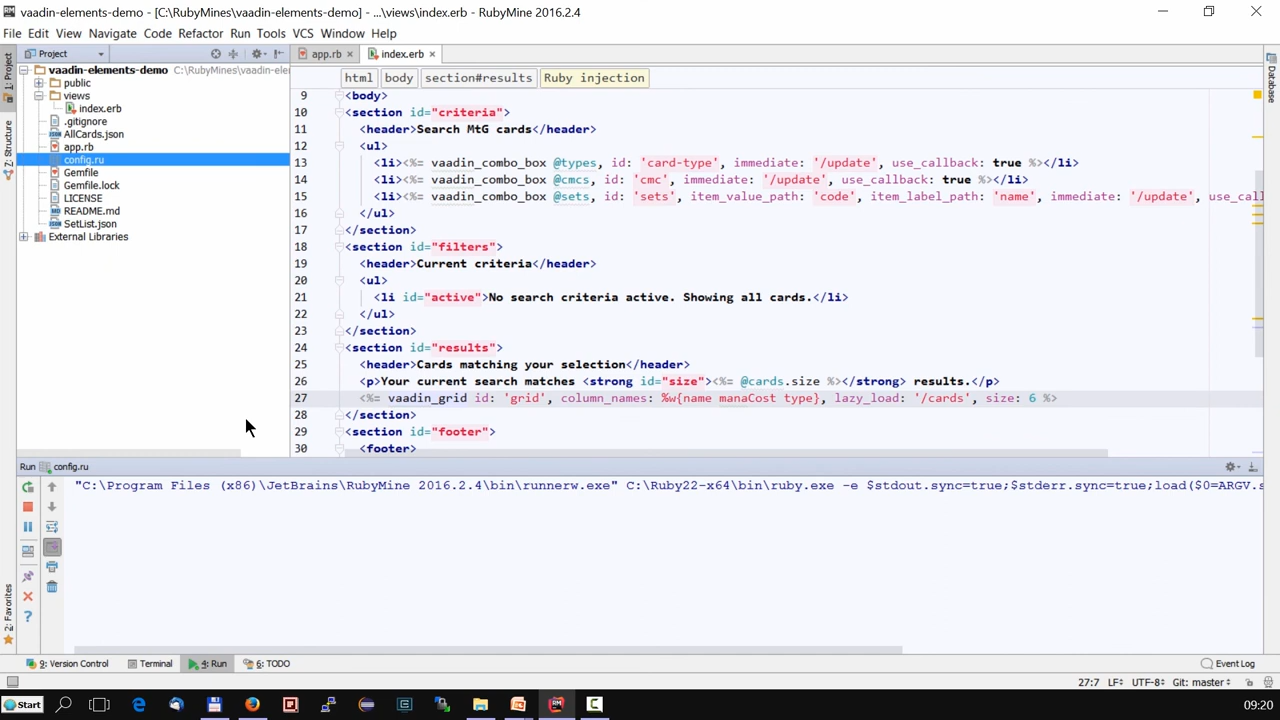 vaadin-elements-demo - [C:\RubyMines\vaadin-elements-demo] - ...\views\index.erb - RubyMine 2016.2.4
File Edit View Navigate Code Refactor Run Tools VCS Window Help
Project
app.rb
index.erb
html body section#results Ruby injection
1: Project
Z: Structure
2: Favorites
Database
vaadin-elements-demo C:\RubyMines\vaadin-ele
public
views
index.erb
.gitignore
AllCards.json
app.rb
config.ru
Gemfile
Gemfile.lock
LICENSE
README.md
SetList.json
External Libraries
9 <body>
10 <section id="criteria">
11 <header>Search MtG cards</header>
12 <ul>
13 <li><%= vaadin_combo_box @types, id: 'card-type', immediate: '/update', use_callback: true %></li>
14 <li><%= vaadin_combo_box @cmcs, id: 'cmc', immediate: '/update', use_callback: true %></li>
15 <li><%= vaadin_combo_box @sets, id: 'sets', item_value_path: 'code', item_label_path: 'name', immediate: '/update', use_call
16 </ul>
17 </section>
18 <section id="filters">
19 <header>Current criteria</header>
20 <ul>
21 <li id="active">No search criteria active. Showing all cards.</li>
22 </ul>
23 </section>
24 <section id="results">
25 <header>Cards matching your selection</header>
26 <p>Your current search matches <strong id="size"><%= @cards.size %></strong> results.</p>
27 <%= vaadin_grid id: 'grid', column_names: %w{name manaCost type}, lazy_load: '/cards', size: 6 %>
28 </section>
29 <section id="footer">
30 <footer>
Run config.ru
"C:\Program Files (x86)\JetBrains\RubyMine 2016.2.4\bin\runnerw.exe" C:\Ruby22-x64\bin\ruby.exe -e $stdout.sync=true;$stderr.sync=true;load($0=ARGV.s
9: Version Control Terminal 4: Run 6: TODO Event Log
27:7 LF UTF-8 Git: master
Start 09:20